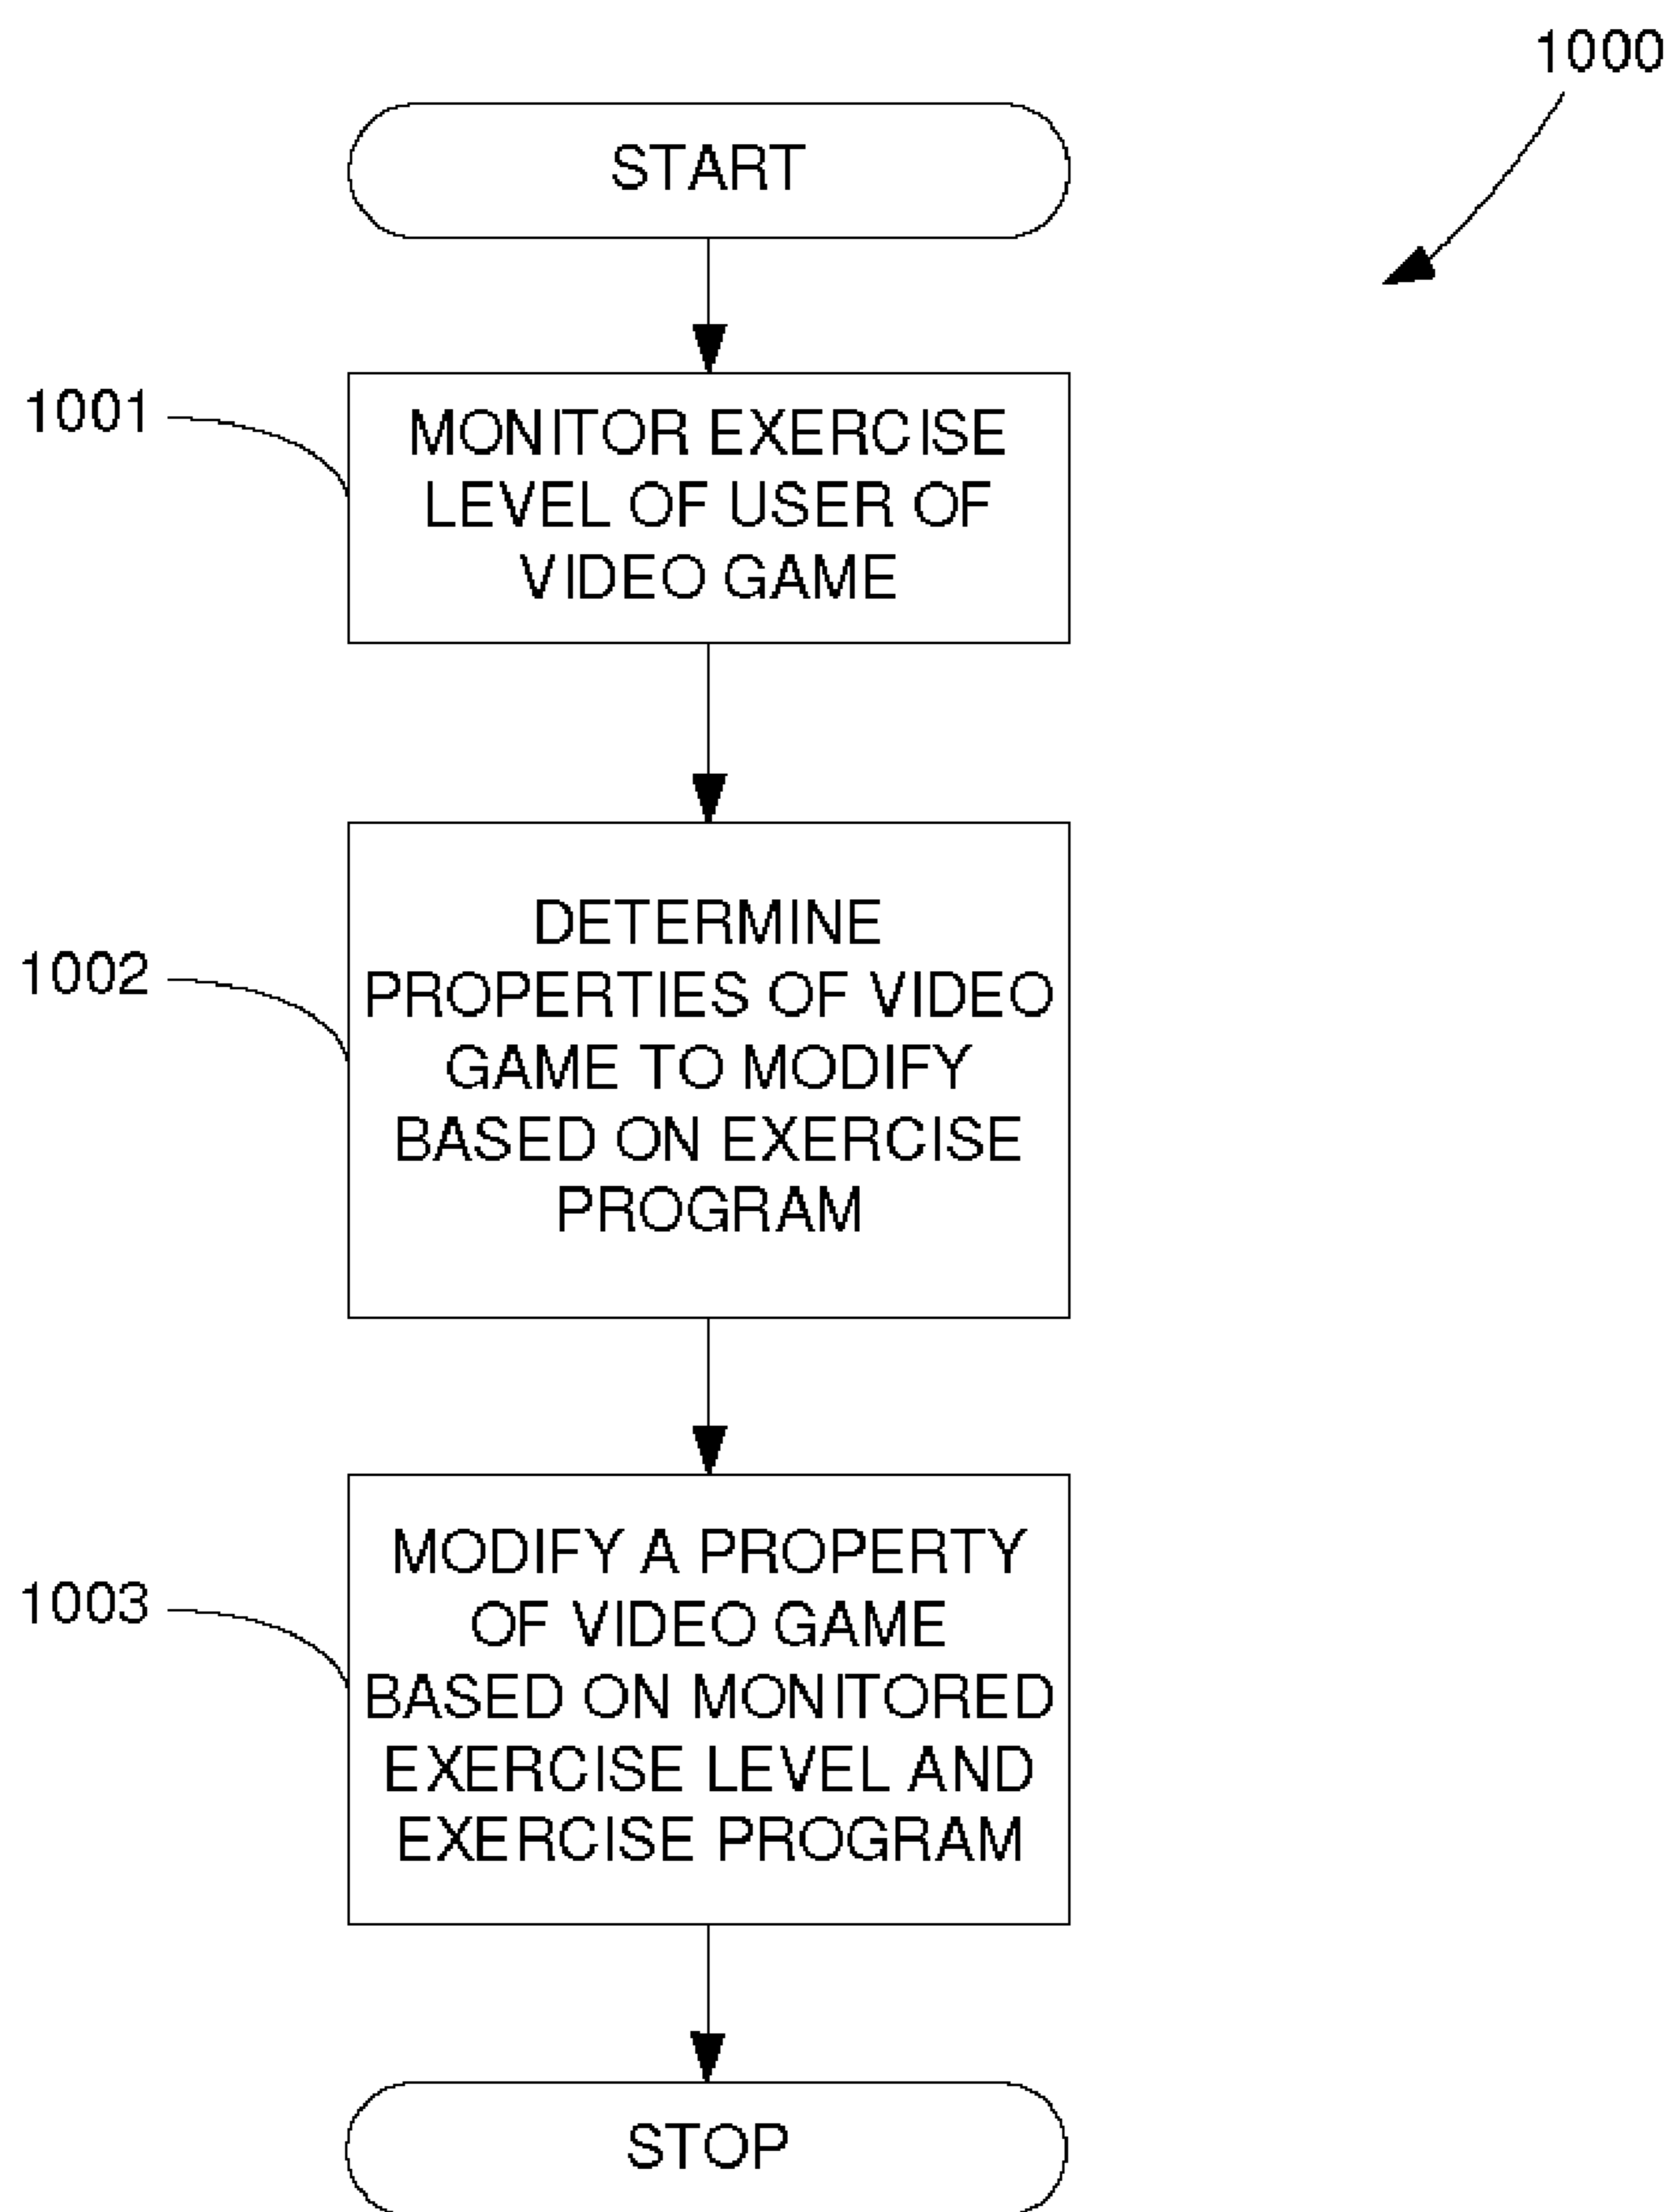 1000
START
1001
MONITOR EXERCISE
LEVEL OF USER OF
VIDEO GAME
1002
DETERMINE
PROPERTIES OF VIDEO
GAME TO MODIFY
BASED ON EXERCISE
PROGRAM
1003
MODIFY A PROPERTY
OF VIDEO GAME
BASED ON MONITORED
EXERCISE LEVEL AND
EXERCISE PROGRAM
STOP